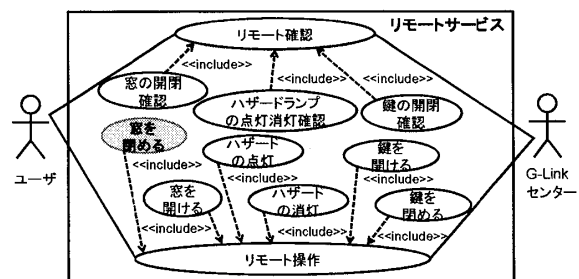 リモートサービス
リモート確認
<<include>>
<<include>>
<<include>>
窓の開閉
確認
ハザードランプ
の点灯消灯確認
鍵の開閉
確認
窓を
閉める
ハザード
の点灯
鍵を
開ける
<<include>>
<<include>>
<<include>>
ユーザ
G-Link
センター
窓を
開ける
ハザード
の消灯
鍵を
閉める
<<include>>
<<include>>
<<include>>
リモート操作